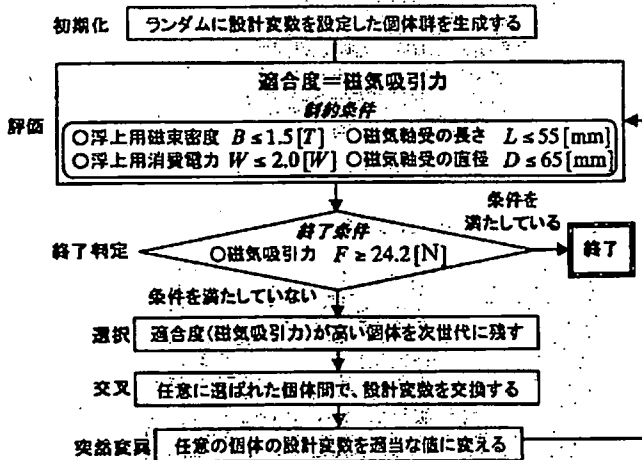 初期化 ランダムに設計変数を設定した個体群を生成する
適合度＝磁気吸引力
制約条件
評価
○浮上用磁束密度 B ≤ 1.5 [T] ○磁気軸受の長さ L ≤ 55 [mm]
○浮上用消費電力 W ≤ 2.0 [W] ○磁気軸受の直径 D ≤ 65 [mm]
条件を
満たしている
終了条件
終了判定 ○磁気吸引力 F ≥ 24.2 [N] 終了
条件を満たしていない
選択 適合度(磁気吸引力)が高い個体を次世代に残す
交叉 任意に選ばれた個体間で、設計変数を交換する
突然変異 任意の個体の設計変数を適当な値に変える